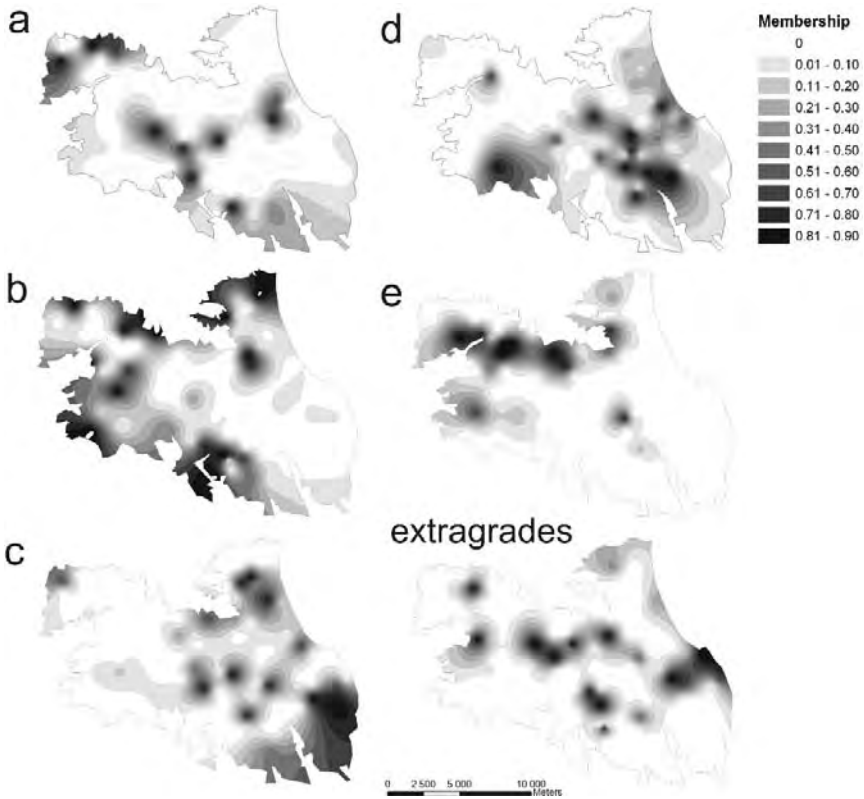 a
d
Membership
0
0.01 - 0.10
0.11 - 0.20
0.21 - 0.30
0.31 - 0.40
0.41 - 0.50
0.51 - 0.60
0.61 - 0.70
0.71 - 0.80
0.81 - 0.90
b
e
c
extragrades
0 2 500 5 000 10 000
Meters